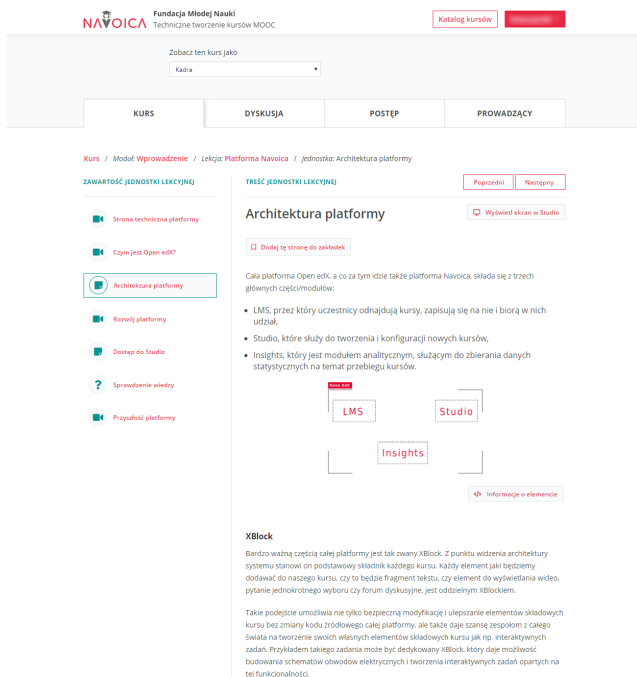 NAVOICA
Fundacja Młodej Nauki
Techniczne tworzenie kursów MOOC
Katalog kursów
Zobacz ten kurs jako
Kadra
KURS
DYSKUSJA
POSTĘP
PROWADZĄCY
Kurs / Moduł: Wprowadzenie / Lekcja: Platforma Navoica / Jednostka: Architektura platformy
ZAWARTOŚĆ JEDNOSTKI LEKCYJNEJ
Strona techniczna platformy
Czym jest Open edX?
Architektura platformy
Rozwój platformy
Dostęp do Studio
? Sprawdzenie wiedzy
Przyszłość platformy
TREŚĆ JEDNOSTKI LEKCYJNEJ
Poprzedni
Następny
Architektura platformy
Wyświetl ekran w Studio
Dodaj tę stronę do zakładek
Cała platforma Open edX, a co za tym idzie także platforma Navoica, składa się z trzech
głównych części/modułów:
• LMS, przez który uczestnicy odnajdują kursy, zapisują się na nie i biorą w nich
udział,
• Studio, które służy do tworzenia i konfiguracji nowych kursów,
• Insights, który jest modułem analitycznym, służącym do zbierania danych
statystycznych na temat przebiegu kursów.
Open EdX
LMS
Studio
Insights
</> Informacje o elemencie
XBlock
Bardzo ważną częścią całej platformy jest tak zwany XBlock. Z punktu widzenia architektury
systemu stanowi on podstawowy składnik każdego kursu. Każdy element jaki będziemy
dodawać do naszego kursu, czy to będzie fragment tekstu, czy element do wyświetlania wideo,
pytanie jednokrotnego wyboru czy forum dyskusyjne, jest oddzielnym XBlockiem.
Takie podejście umożliwia nie tylko bezpieczną modyfikację i ulepszanie elementów składowych
kursu bez zmiany kodu źródłowego całej platformy, ale także daje szansę zespołom z całego
świata na tworzenie swoich własnych elementów składowych kursu jak np. interaktywnych
zadań. Przykładem takiego zadania może być dedykowany XBlock, który daje możliwość
budowania schematów obwodów elektrycznych i tworzenia interaktywnych zadań opartych na
tej funkcjonalności.